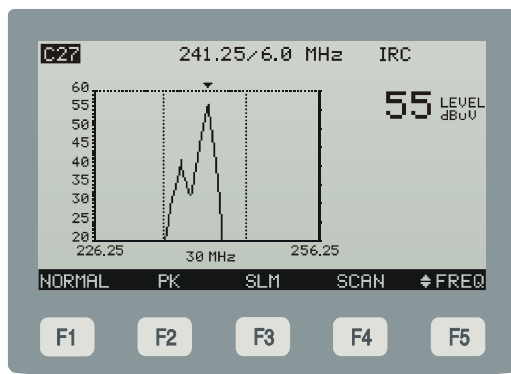 C27 241.25/6.0 MHz IRC
60
55
50
45
40
35
30
25
20
55 LEVEL
dBuV
226.25 30 MHz 256.25
NORMAL PK SLM SCAN FREQ
F1 F2 F3 F4 F5